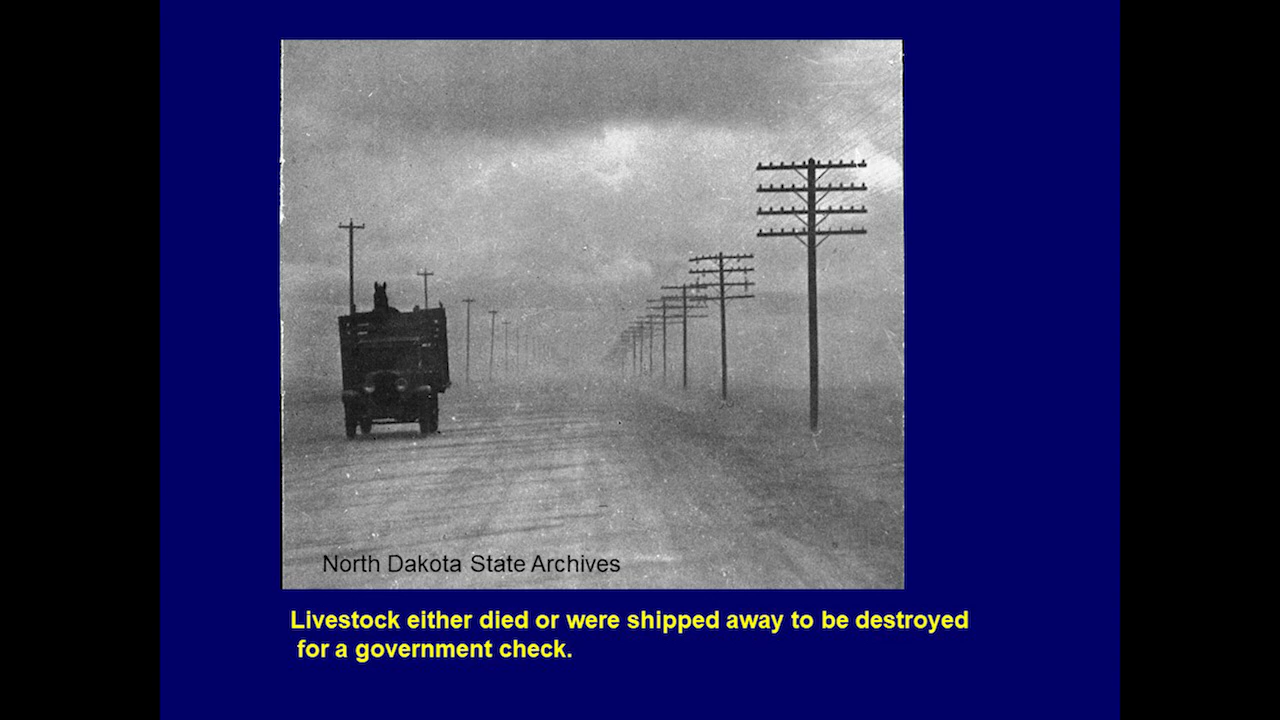 North Dakota State Archives
Livestock either died or were shipped away to be destroyed
for a government check.